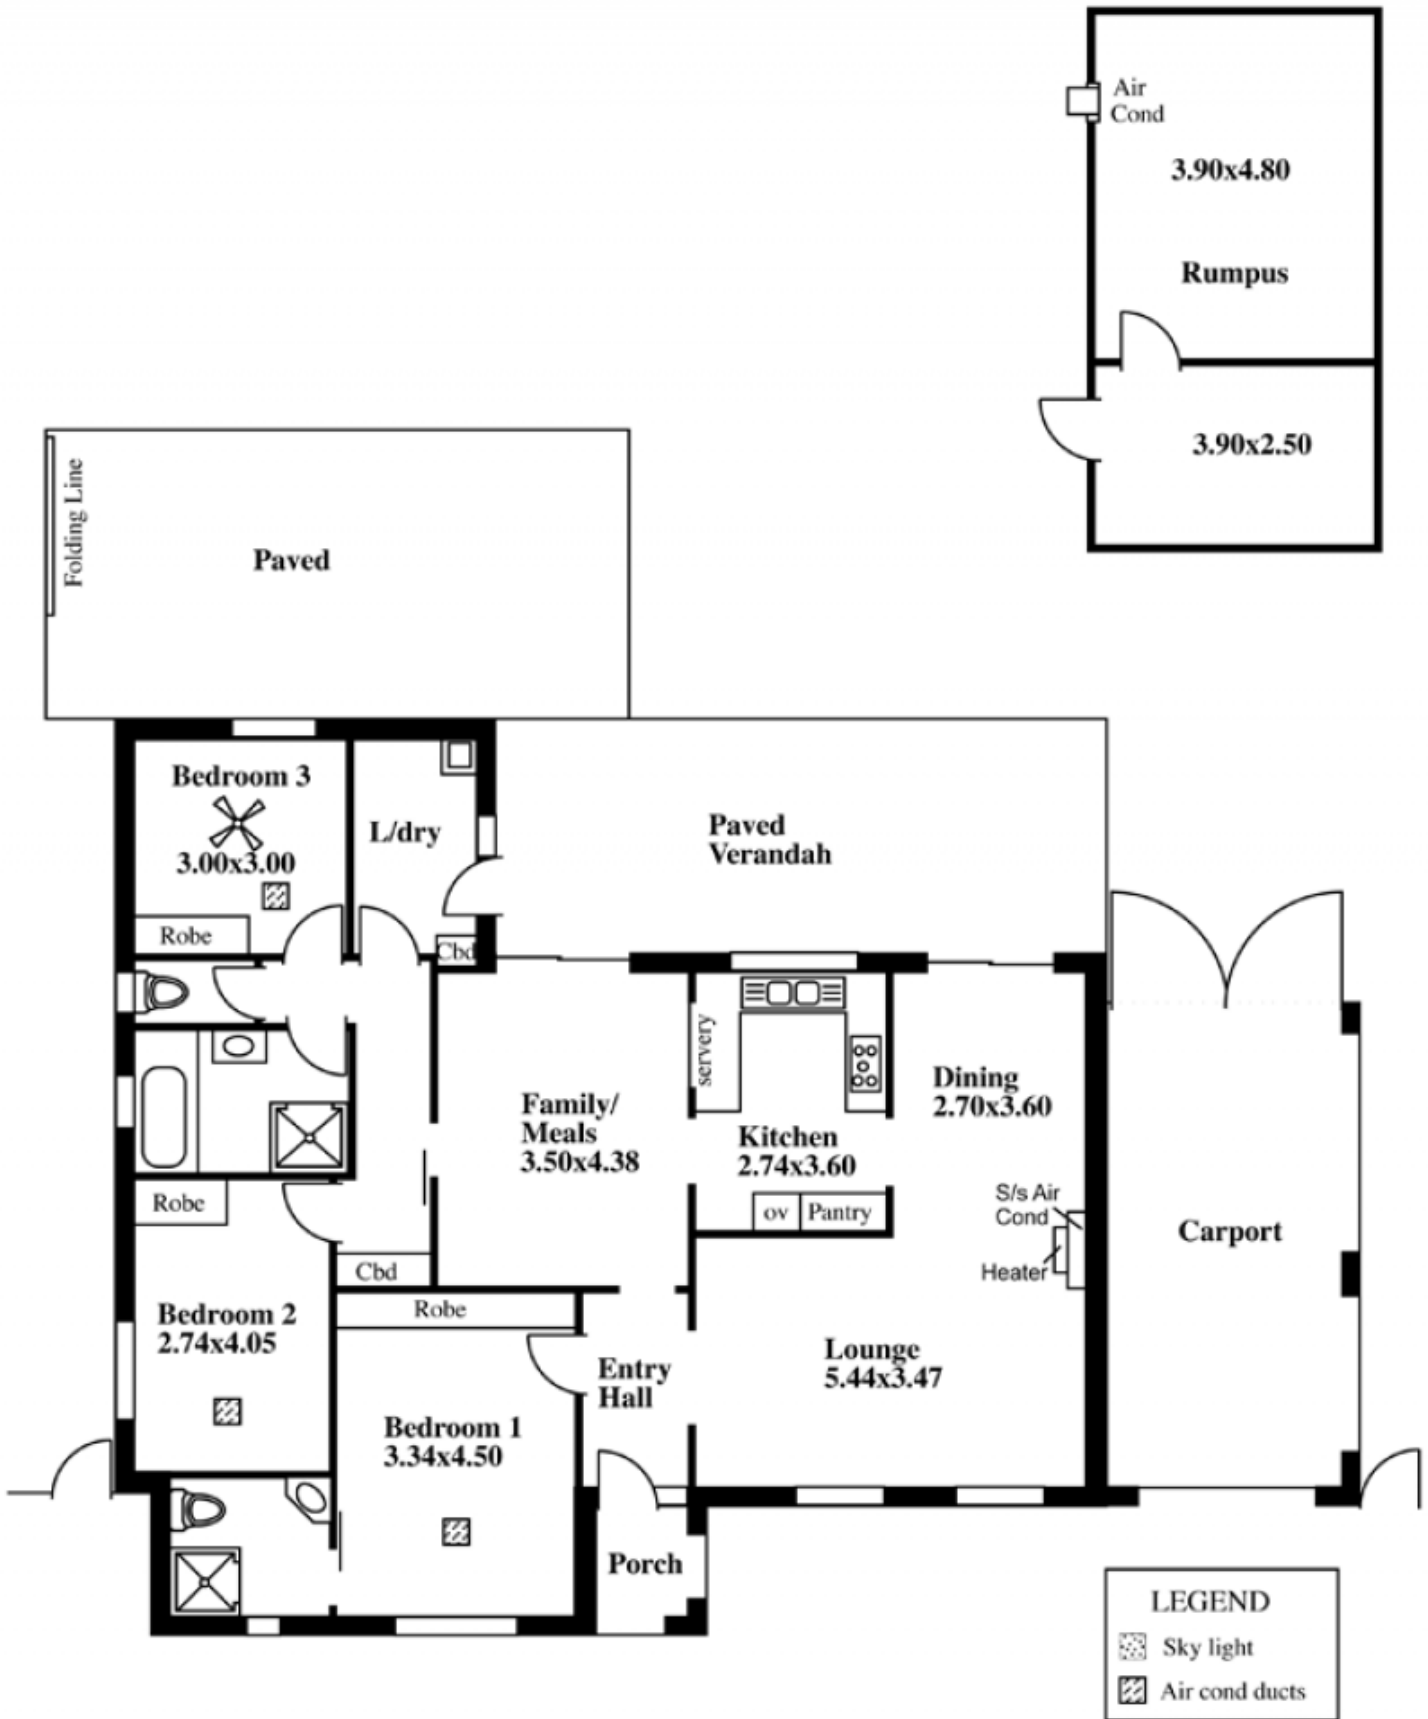 Air
Cond
3.90x4.80
Rumpus
3.90x2.50
Folding Line
Paved
Bedroom 3
3.00x3.00
Robe
L/dry
Cbd
Paved
Verandah
servery
Family/
Meals
3.50x4.38
Kitchen
2.74x3.60
ov
Pantry
Dining
2.70x3.60
S/s Air
Cond
Heater
Carport
Robe
Cbd
Bedroom 2
2.74x4.05
Robe
Entry
Hall
Lounge
5.44x3.47
Bedroom 1
3.34x4.50
Porch
LEGEND
Sky light
Air cond ducts